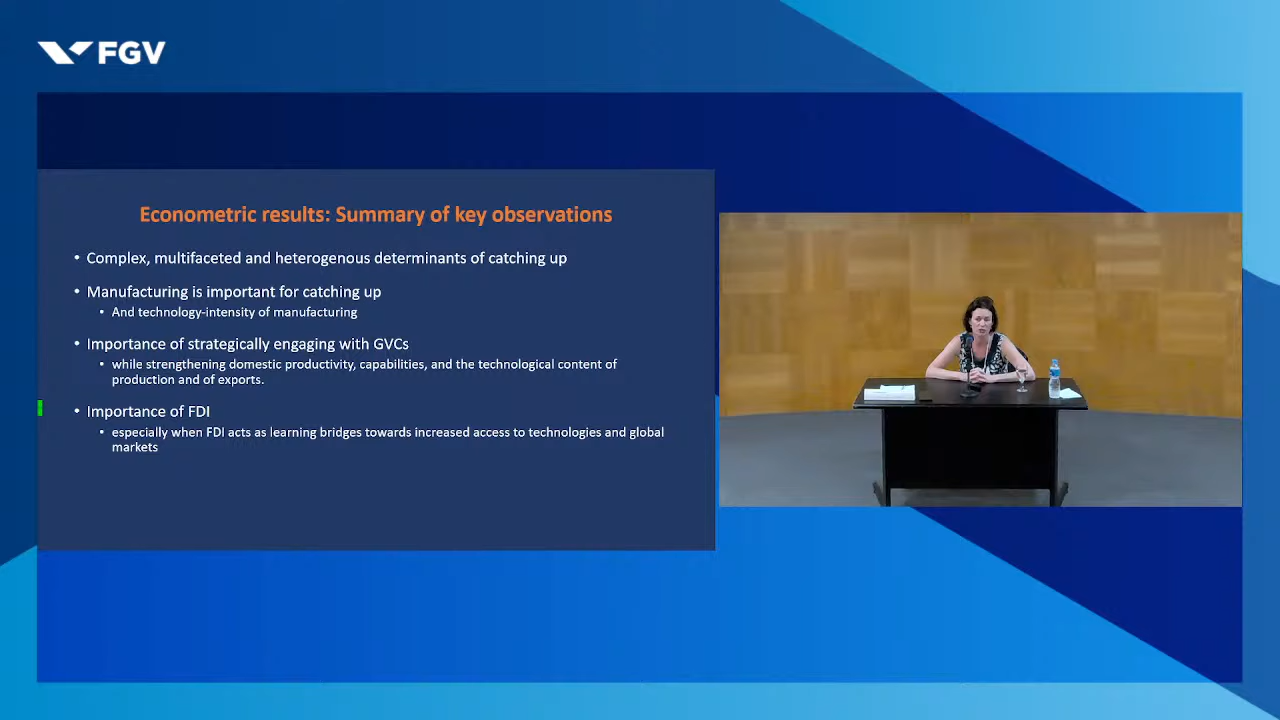 FGV
Econometric results: Summary of key observations
• Complex, multifaceted and heterogenous determinants of catching up
• Manufacturing is important for catching up
• And technology-intensity of manufacturing
• Importance of strategically engaging with GVCs
• while strengthening domestic productivity, capabilities, and the technological content of
production and of exports.
• Importance of FDI
• especially when FDI acts as learning bridges towards increased access to technologies and global
markets